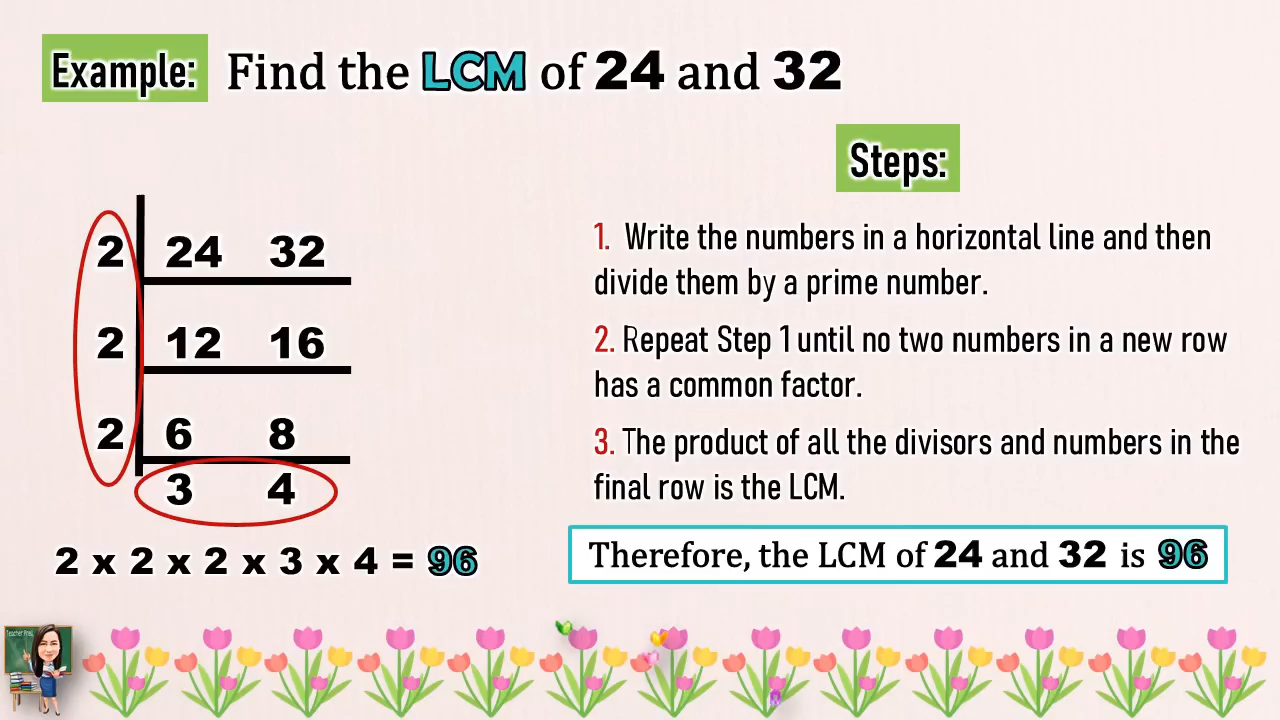 Example: Find the LCM of 24 and 32
Steps:
2 24 32
2 12 16
2 6 8
3 4
2 x 2 x 2 x 3 x 4 = 96
1. Write the numbers in a horizontal line and then
divide them by a prime number.
2. Repeat Step 1 until no two numbers in a new row
has a common factor.
3. The product of all the divisors and numbers in the
final row is the LCM.
Therefore, the LCM of 24 and 32 is 96